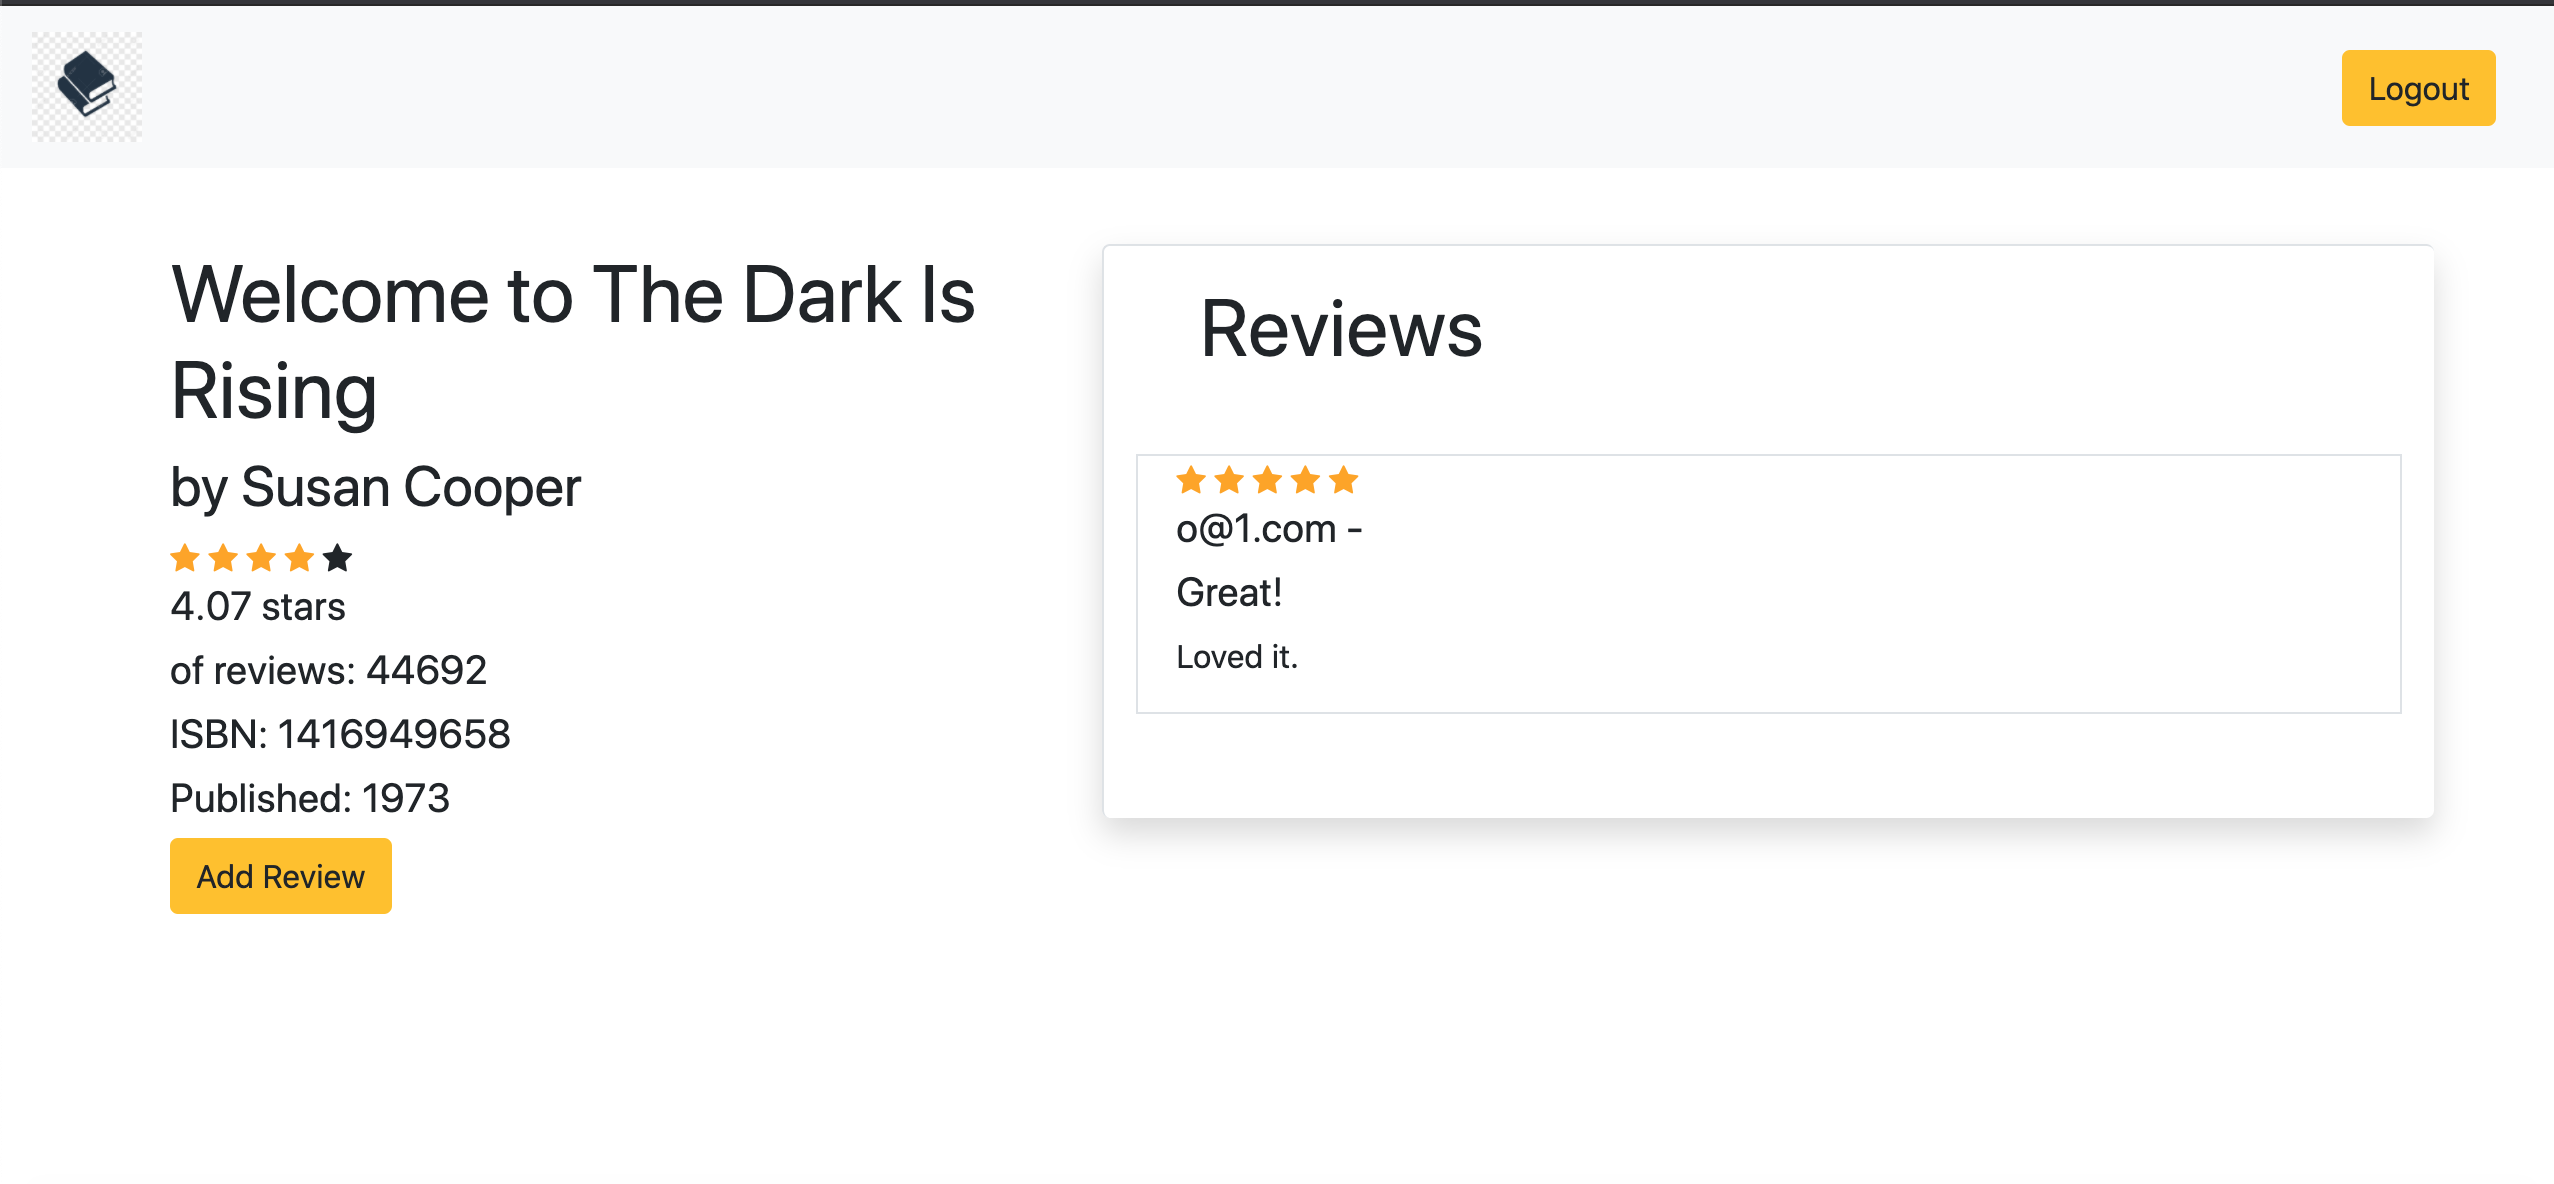 Logout
Welcome to The Dark Is
Rising
by Susan Cooper
4.07 stars
of reviews: 44692
ISBN: 1416949658
Published: 1973
Add Review
Reviews
o@1.com -
Great!
Loved it.